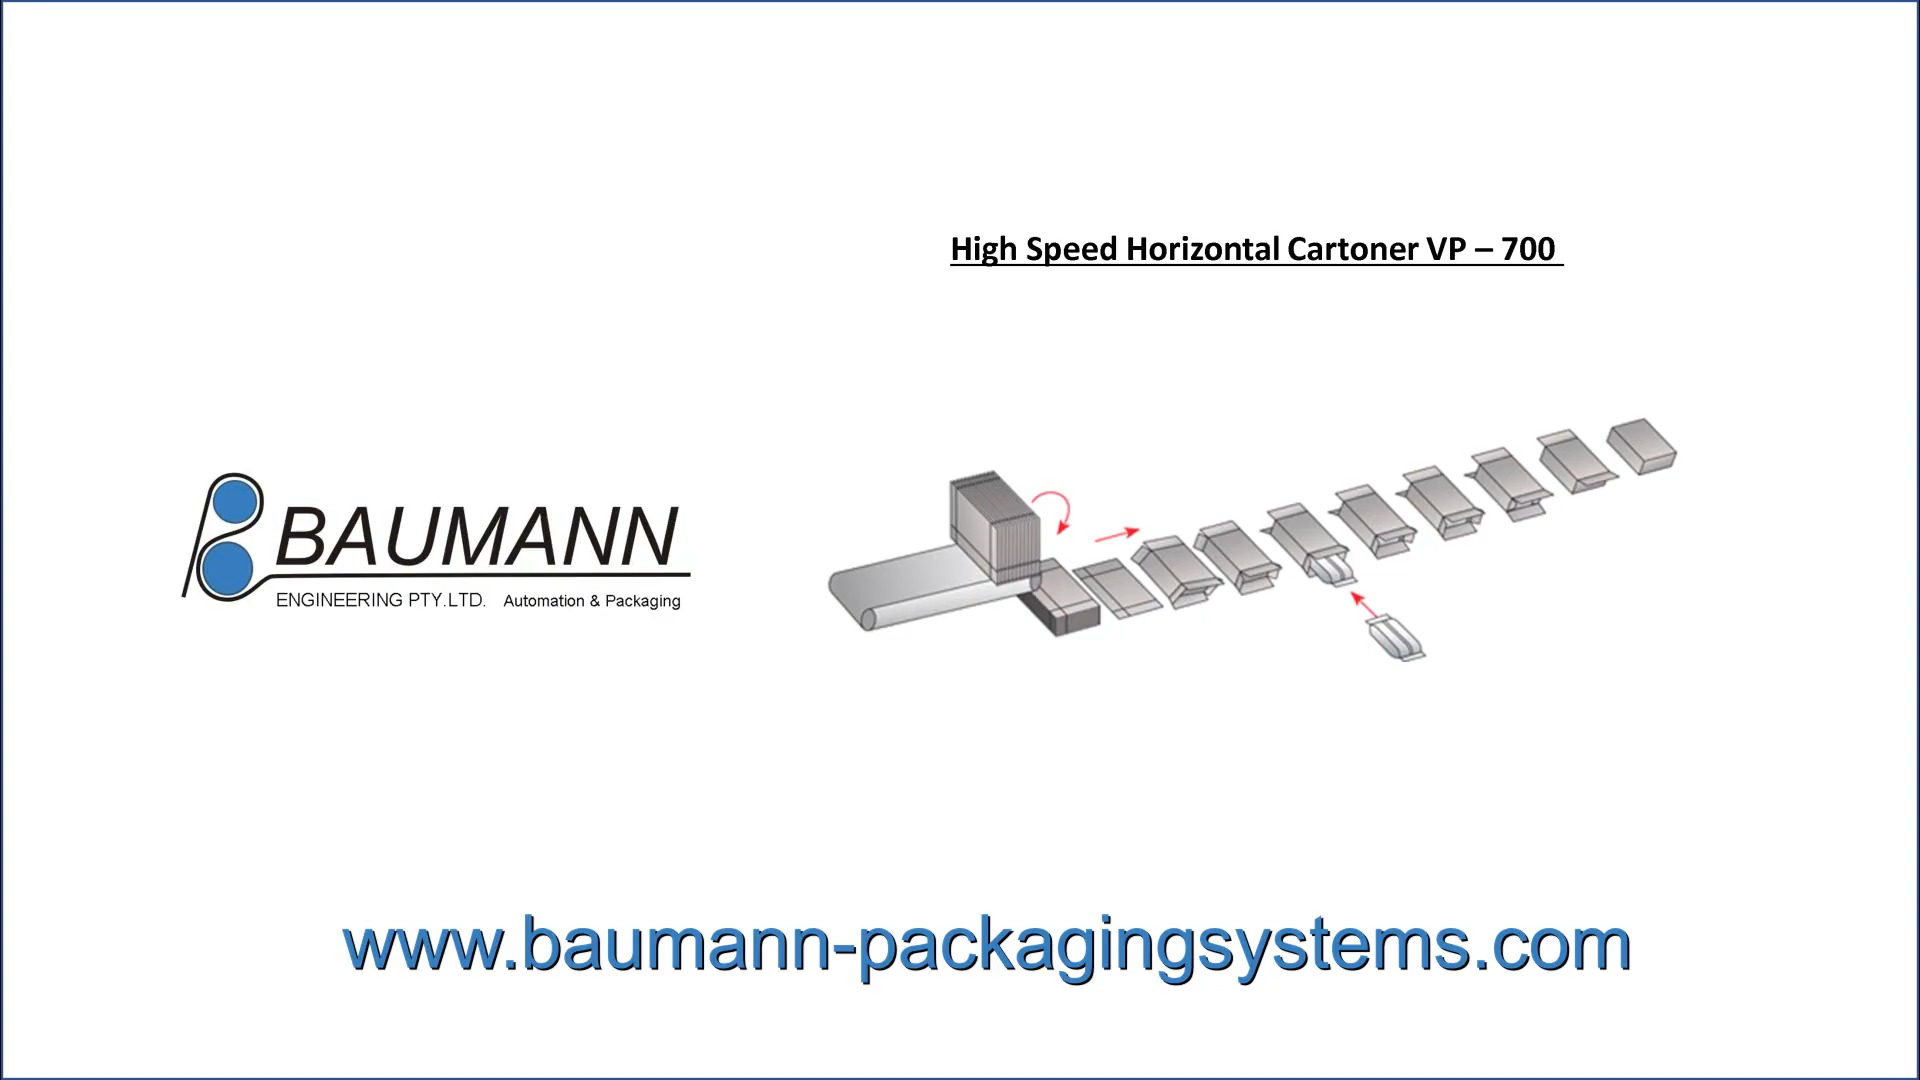 High Speed Horizontal Cartoner VP – 700
BAUMANN
ENGINEERING PTY.LTD. Automation & Packaging
www.baumann-packagingsystems.com